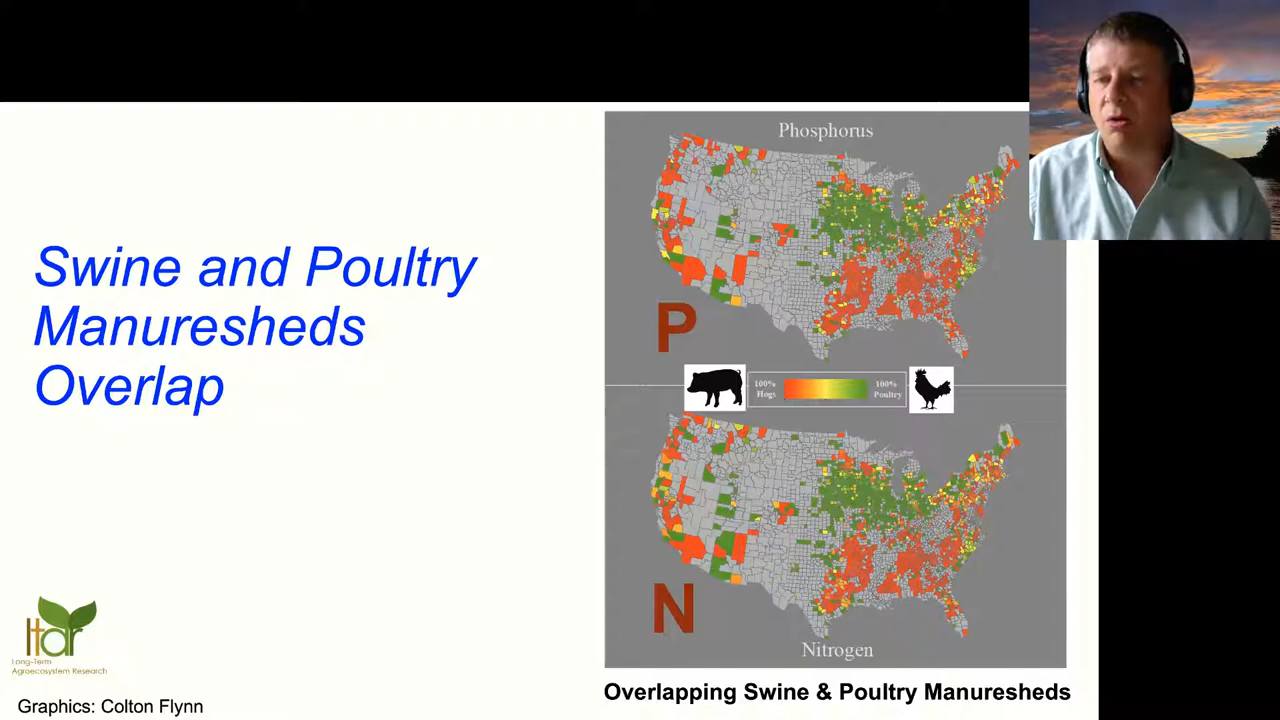 Swine and Poultry
Manuresheds
Overlap
Phosphorus
P
100%
Hogs
100%
Poultry
N
Nitrogen
Overlapping Swine & Poultry Manuresheds
ltar
Long-Term
Agroecosystem Research
Graphics: Colton Flynn